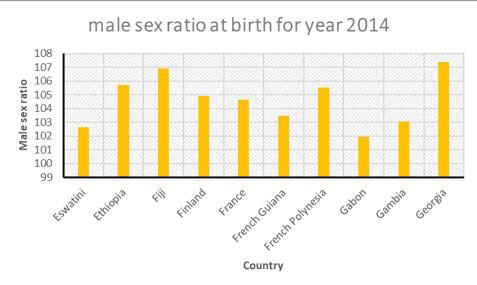 male sex ratio at birth for year 2014
Male sex ratio
108
107
106
105
104
103
102
101
100
99
Eswatini
Ethiopia
Fiji
Finland
France
French Guiana
French Polynesia
Gabon
Gambia
Georgia
Country